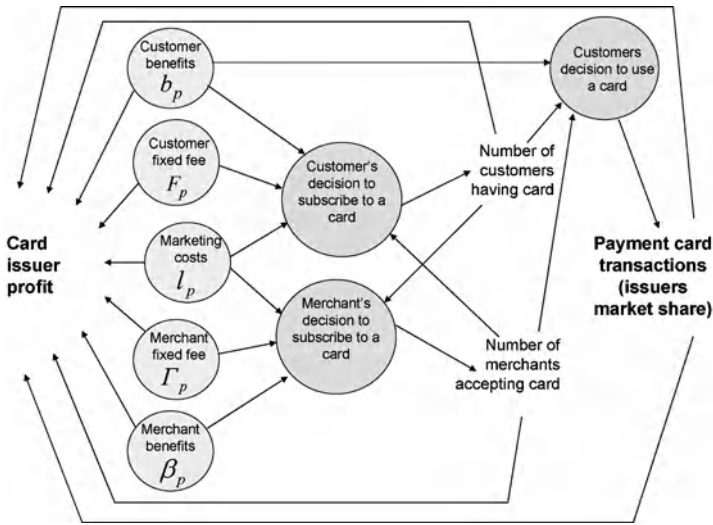 Customer
benefits
b_p
Customers
decision to use
a card
Customer
fixed fee
F_p
Customer's
decision to
subscribe to a
card
Number of
customers
having card
Card
issuer
profit
Marketing
costs
l_p
Payment card
transactions
(issuers
market share)
Merchant's
decision to
subscribe to a
card
Merchant
fixed fee
Γ_p
Number of
merchants
accepting card
Merchant
benefits
β_p